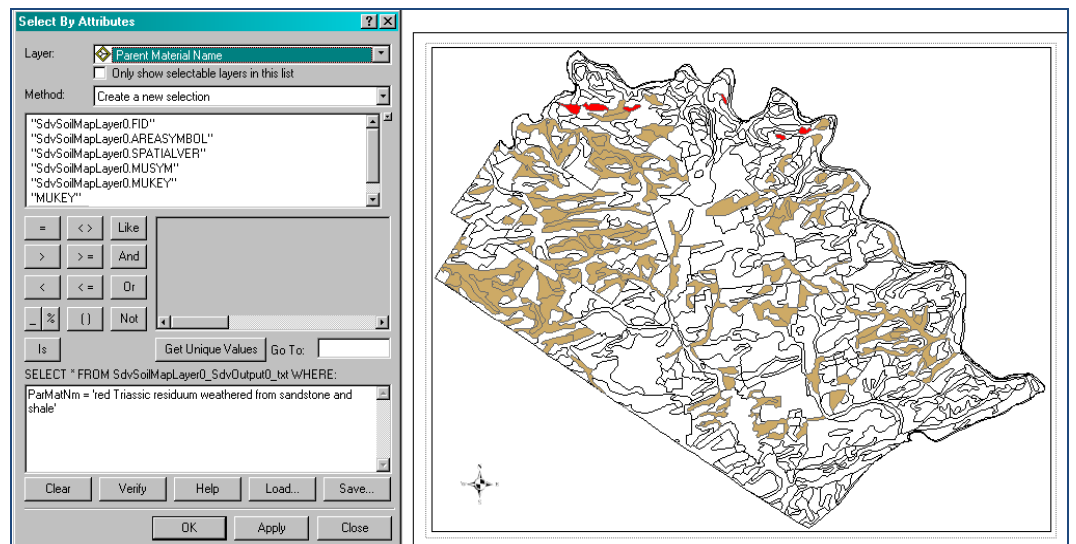 Select By Attributes
Layer: Parent Material Name
Only show selectable layers in this list
Method: Create a new selection
"SdvSoilMapLayer0.FID"
"SdvSoilMapLayer0.AREASYMBOL"
"SdvSoilMapLayer0.SPATIALVER"
"SdvSoilMapLayer0.MUSYM"
"SdvSoilMapLayer0.MUKEY"
"MUKEY"
= < > Like
> > = And
< < = Or
_ % ( ) Not
Is Get Unique Values Go To:
SELECT * FROM SdvSoilMapLayer0_SdvOutput0_txt WHERE:
ParMatNm = 'red Triassic residuum weathered from sandstone and
shale'
Clear Verify Help Load... Save...
OK Apply Close